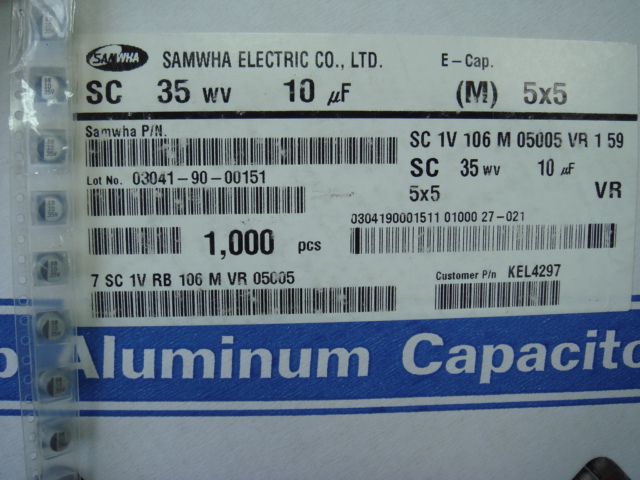 SAMWHA SAMWHA ELECTRIC CO., LTD. E-Cap.
SC 35 WV 10 µF (M) 5x5
Samwha P/N. SC 1V 106 M 05005 VR 1 59
SC 35 WV 10 µF
Lot No. 03041-90-00151 5x5 VR
0304190001511 01000 27-021
1,000 pcs
7 SC 1V RB 106 M VR 05005 Customer P/n KEL4297
Aluminum Capacito